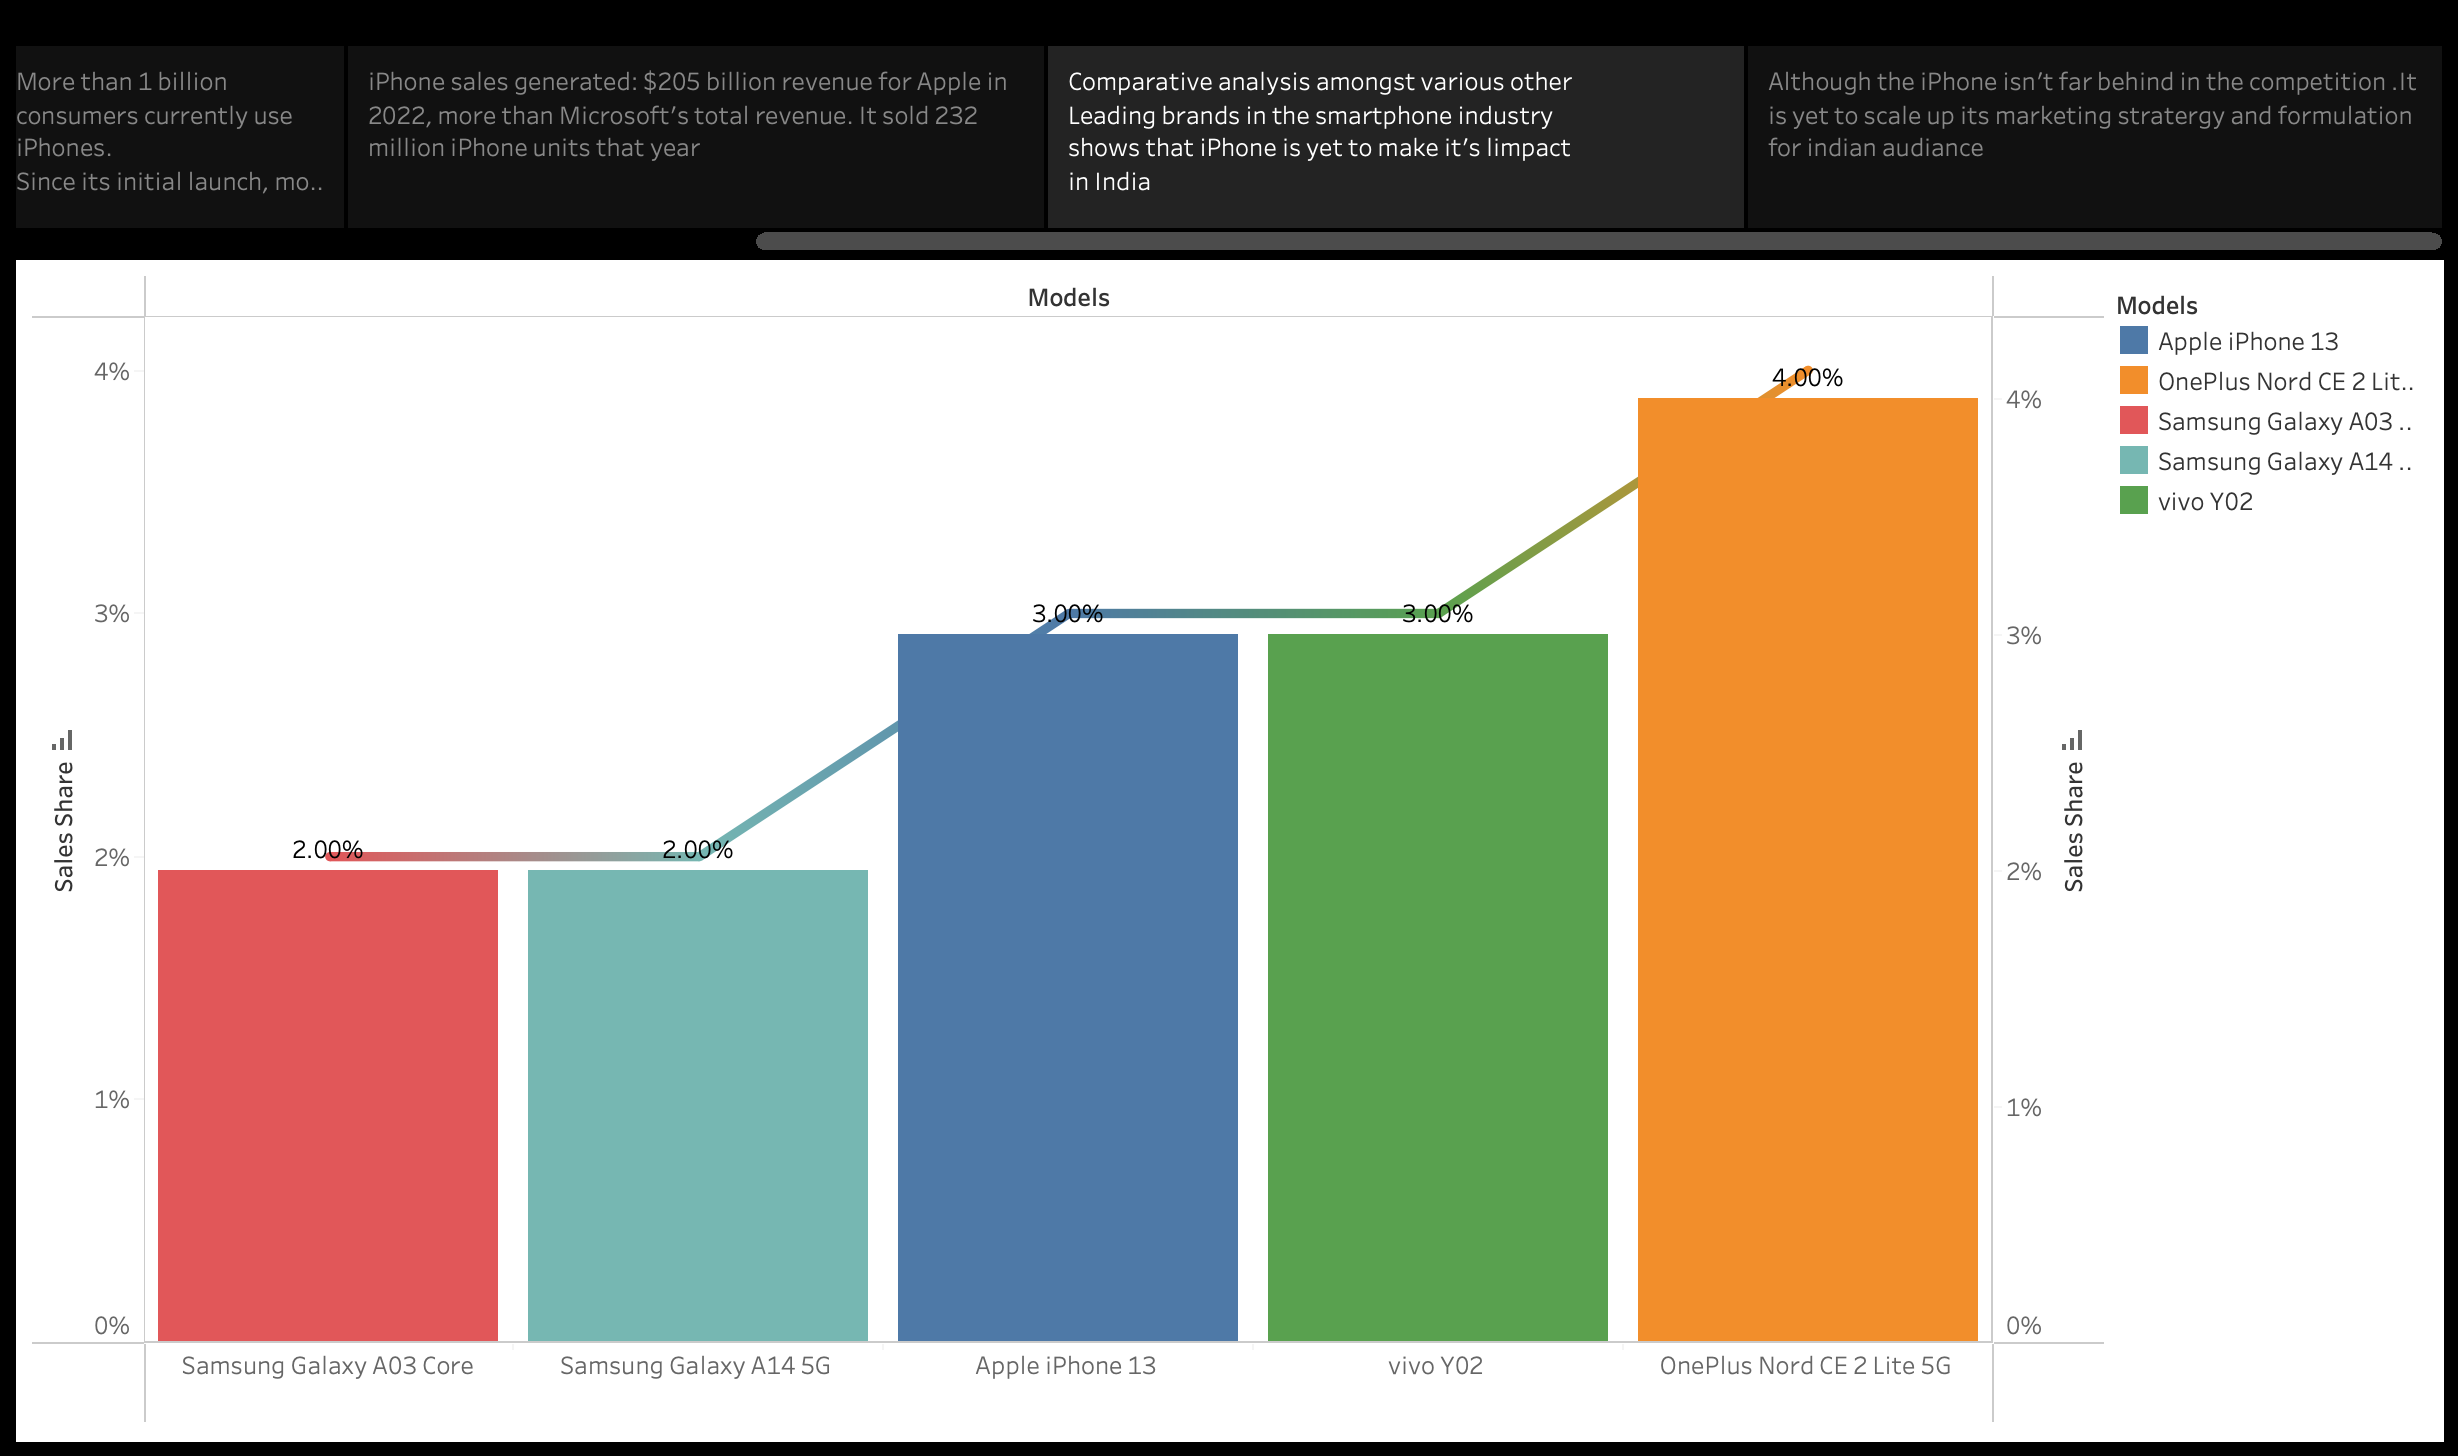 More than 1 billion
consumers currently use
iPhones.
Since its initial launch, mo..
iPhone sales generated: $205 billion revenue for Apple in
2022, more than Microsoft’s total revenue. It sold 232
million iPhone units that year
Comparative analysis amongst various other
Leading brands in the smartphone industry
shows that iPhone is yet to make it’s limpact
in India
Although the iPhone isn’t far behind in the competition .It
is yet to scale up its marketing stratergy and formulation
for indian audiance
Models
4%
3%
2%
1%
0%
Sales Share
2.00%
2.00%
3.00%
3.00%
4.00%
4%
3%
2%
1%
0%
Sales Share
Samsung Galaxy A03 Core
Samsung Galaxy A14 5G
Apple iPhone 13
vivo Y02
OnePlus Nord CE 2 Lite 5G
Models
Apple iPhone 13
OnePlus Nord CE 2 Lit..
Samsung Galaxy A03 ..
Samsung Galaxy A14 ..
vivo Y02